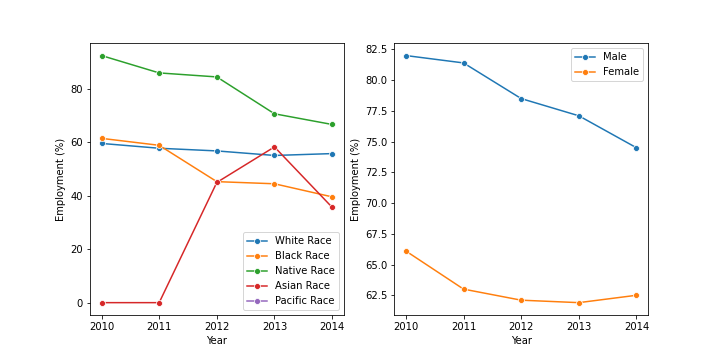 Employment (%)
80
60
40
20
0
2010 2011 2012 2013 2014
Year
White Race
Black Race
Native Race
Asian Race
Pacific Race
Employment (%)
82.5
80.0
77.5
75.0
72.5
70.0
67.5
65.0
62.5
2010 2011 2012 2013 2014
Year
Male
Female